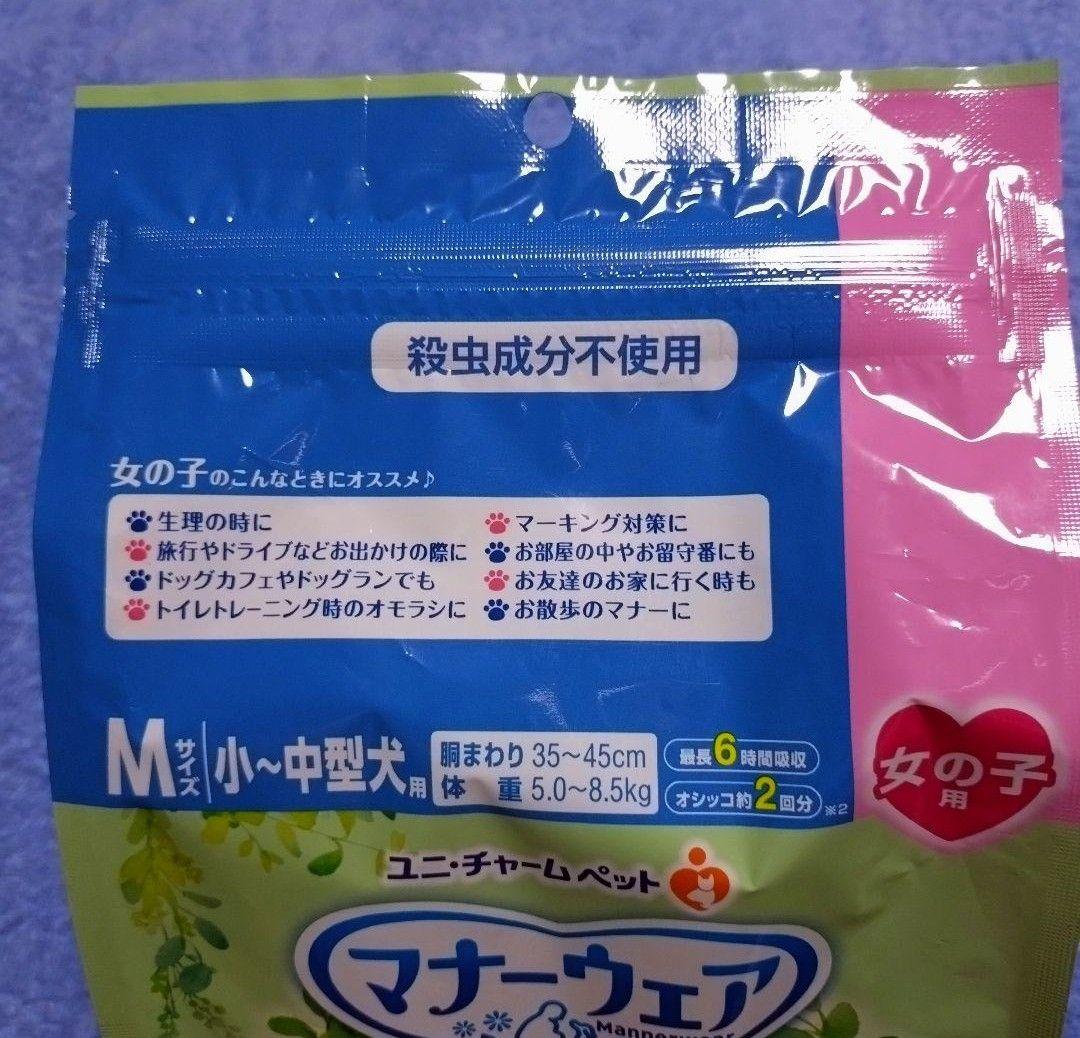 殺虫成分不使用
女の子のこんなときにオススメ♪
生理の時に
旅行やドライブなどお出かけの際に
ドッグカフェやドッグランでも
トイレトレーニング時のオモラシに
マーキング対策に
お部屋の中やお留守番にも
お友達のお家に行く時も
お散歩のマナーに
Mサイズ 小～中型犬用
胴まわり 35～45cm
体重 5.0～8.5kg
最長6時間吸収
オシッコ約2回分※2
女の子用
ユニ・チャーム ペット
マナーウェア
Mannerwear